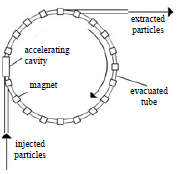 extracted
particles
accelerating
cavity
magnet
evacuated
tube
injected
particles